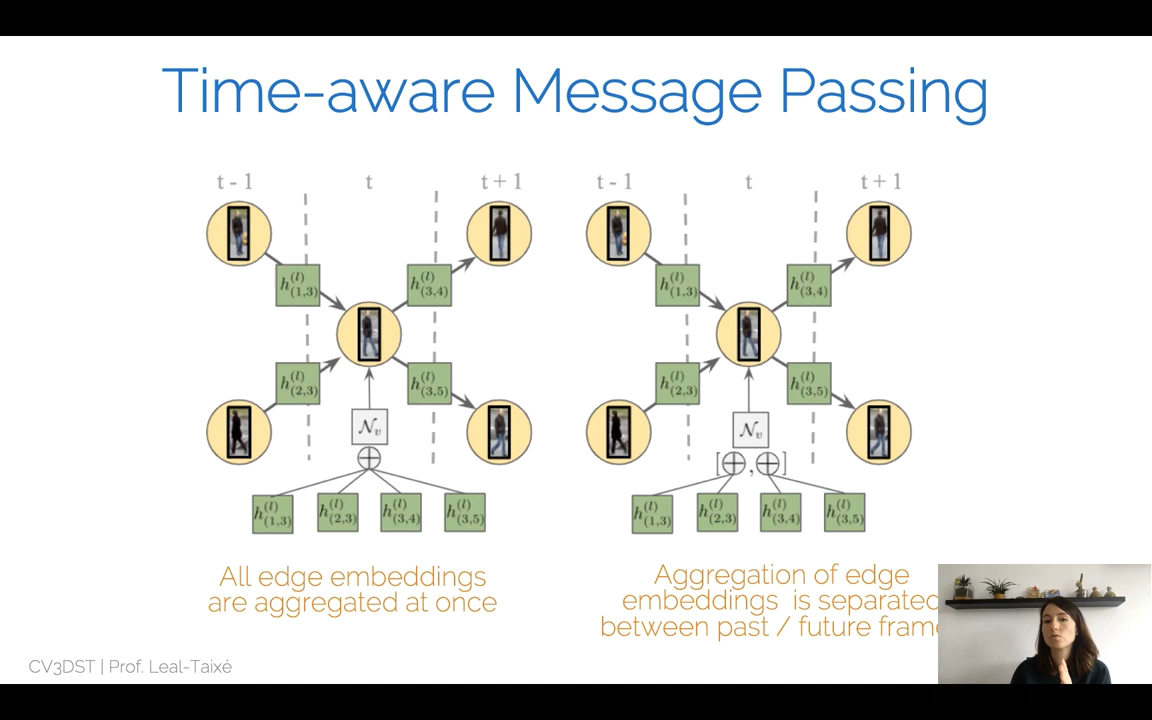 Time-aware Message Passing
t - 1 t t + 1 t - 1 t t + 1
h(1,3)^(l) h(3,4)^(l) h(1,3)^(l) h(3,4)^(l)
h(2,3)^(l) h(3,5)^(l) h(2,3)^(l) h(3,5)^(l)
𝒩v 𝒩v
⊕ [⊕,⊕]
h(1,3)^(l) h(2,3)^(l) h(3,4)^(l) h(3,5)^(l) h(1,3)^(l) h(2,3)^(l) h(3,4)^(l) h(3,5)^(l)
All edge embeddings
are aggregated at once
Aggregation of edge
embeddings is separated
between past / future frame
CV3DST | Prof. Leal-Taixé